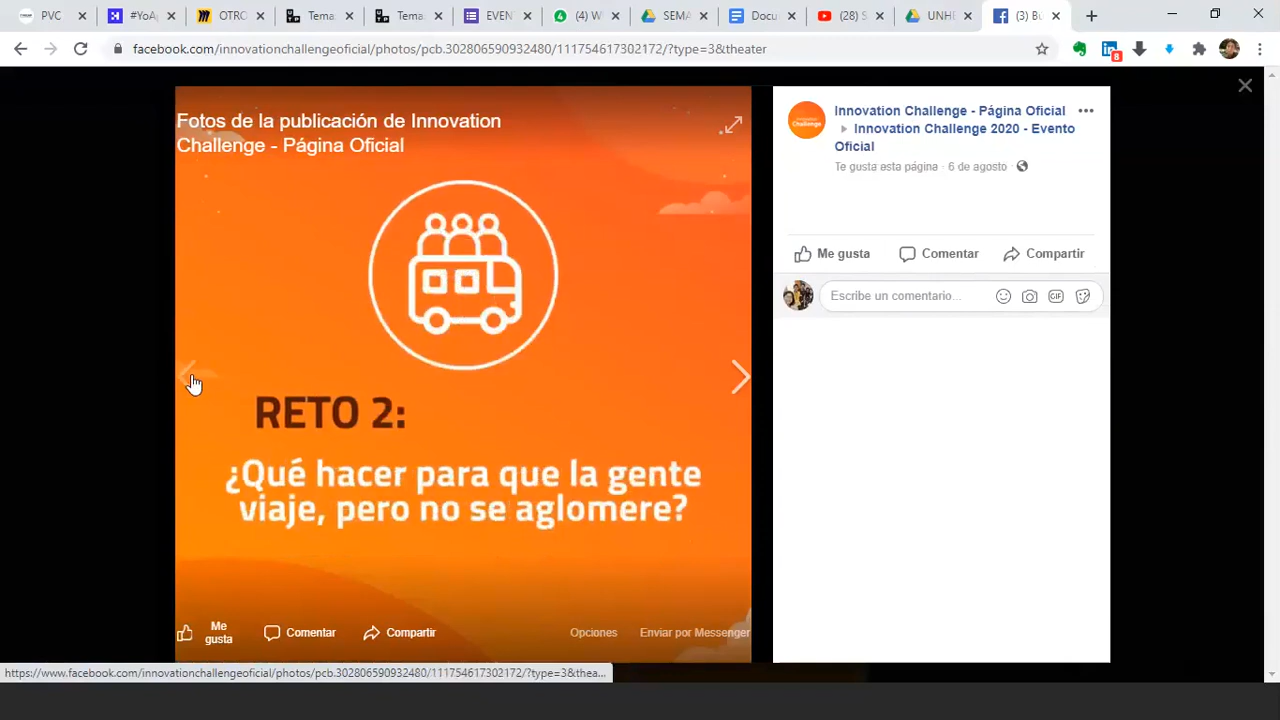 PVC
#YoAp
OTRO
Tema:
Tema:
EVEN
(4) W
SEMA
Docu
(28) S
UNHE
(3) Bu
facebook.com/innovationchallengeoficial/photos/pcb.302806590932480/111754617302172/?type=3&theater
8
Fotos de la publicación de Innovation
Challenge - Página Oficial
RETO 2:
¿Qué hacer para que la gente
viaje, pero no se aglomere?
Me gusta
Comentar
Compartir
Opciones
Enviar por Messenger
Innovation Challenge - Página Oficial
Innovation Challenge 2020 - Evento
Oficial
Te gusta esta página · 6 de agosto ·
Me gusta
Comentar
Compartir
Escribe un comentario...
GIF
https://www.facebook.com/innovationchallengeoficial/photos/pcb.302806590932480/111754617302172/?type=3&thea...